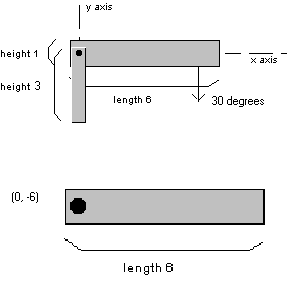 y axis
height 1
x axis
height 3
length 6
30 degrees
(0, -6)
length 6